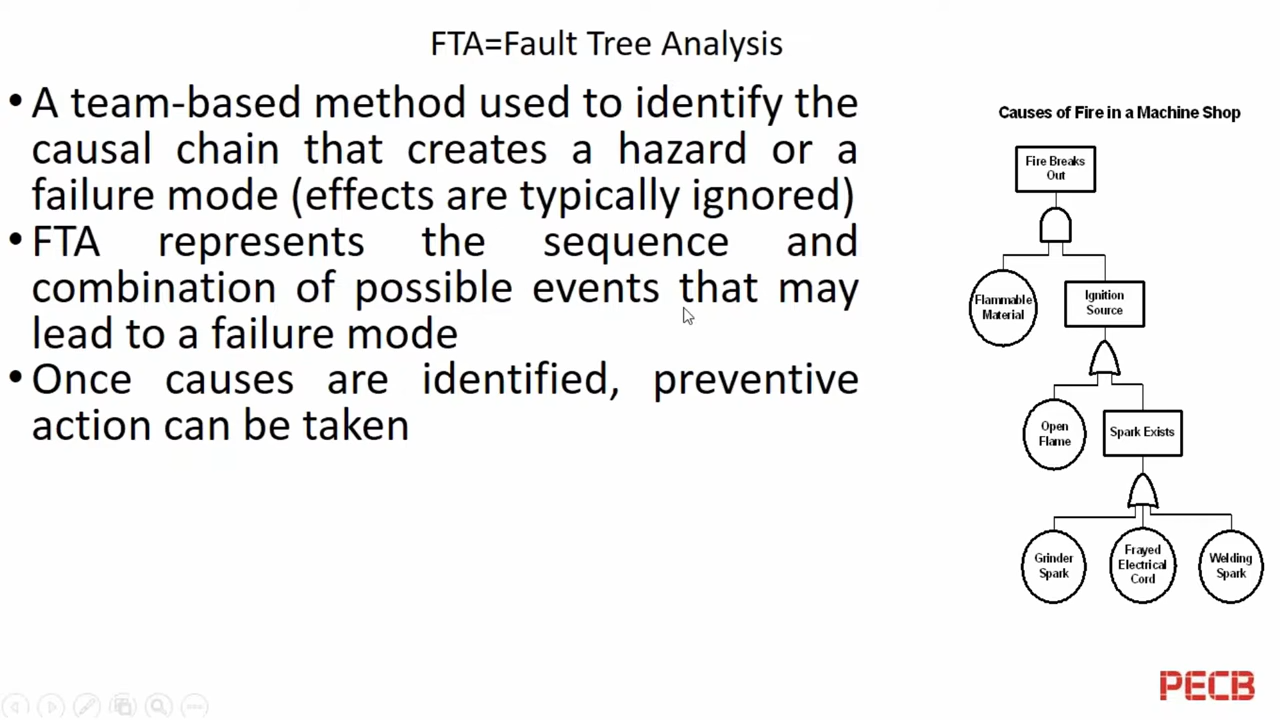 FTA=Fault Tree Analysis
•A team-based method used to identify the
causal chain that creates a hazard or a
failure mode (effects are typically ignored)
•FTA represents the sequence and
combination of possible events that may
lead to a failure mode
•Once causes are identified, preventive
action can be taken
Causes of Fire in a Machine Shop
Fire Breaks
Out
Flammable
Material
Ignition
Source
Open
Flame
Spark Exists
Grinder
Spark
Frayed
Electrical
Cord
Welding
Spark
PECB